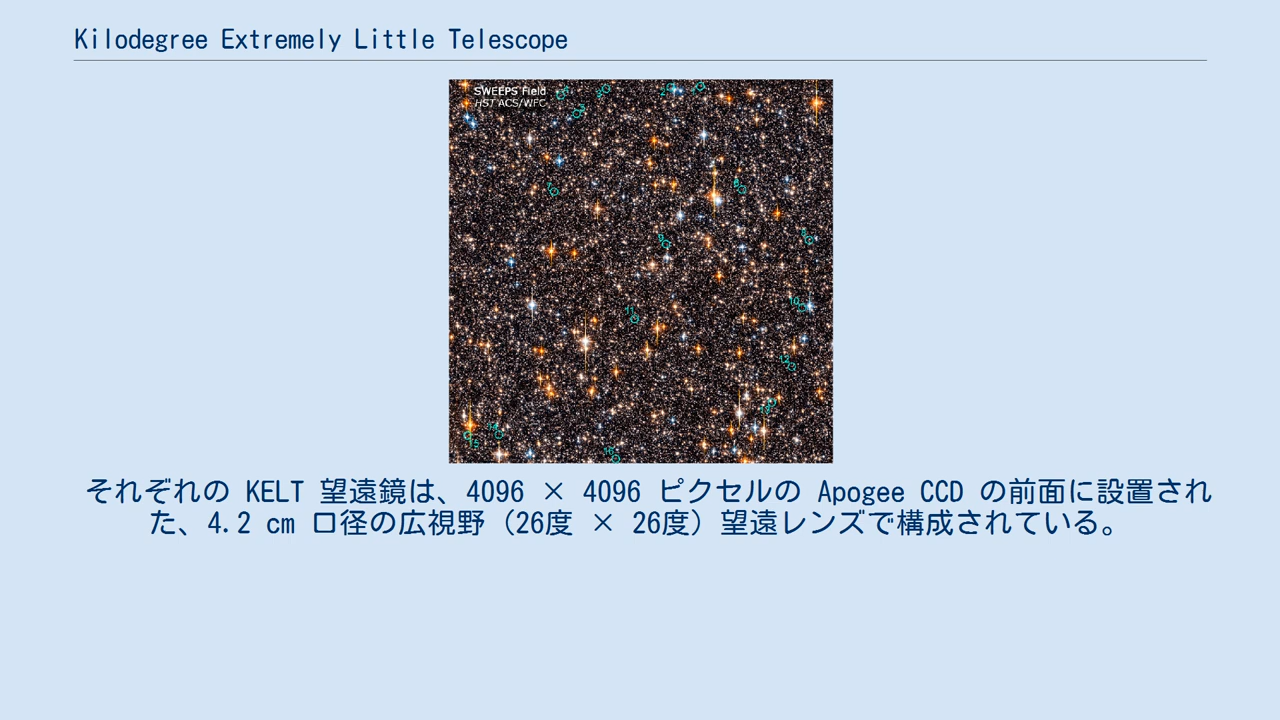 Kilodegree Extremely Little Telescope
SWEEPS Field
HST ACS/WFC
それぞれの KELT 望遠鏡は、4096 × 4096 ピクセルの Apogee CCD の前面に設置され
た、4.2 cm 口径の広視野（26度 × 26度）望遠レンズで構成されている。